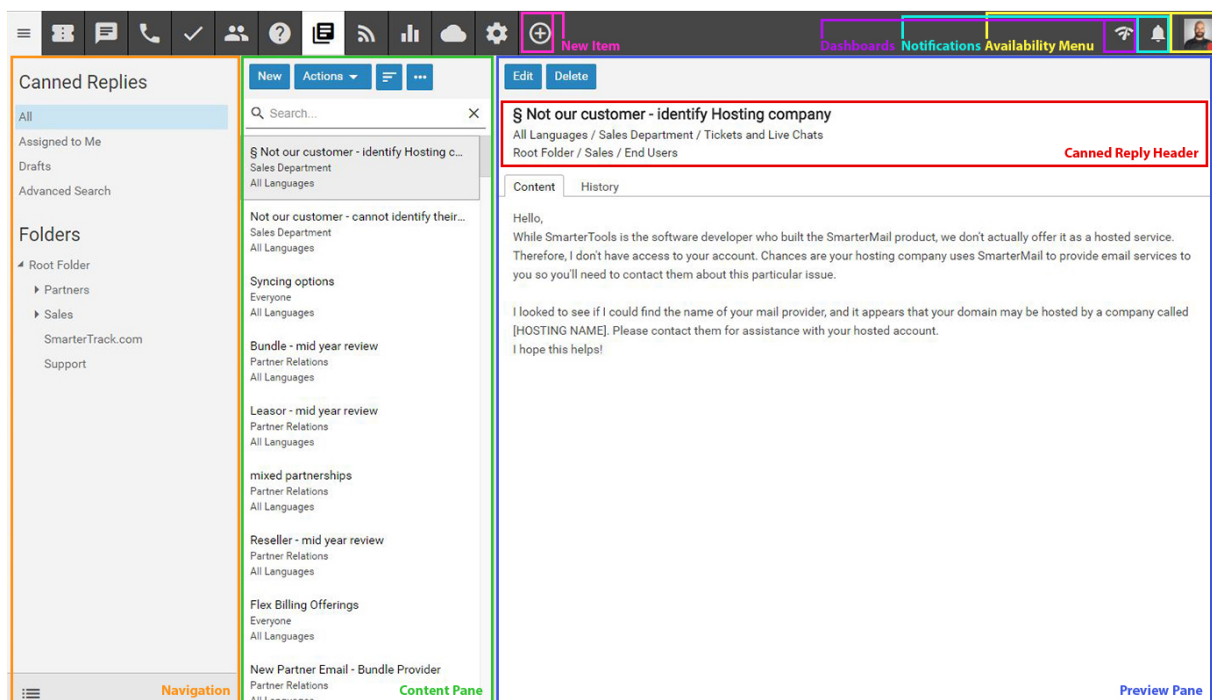 New Item
Dashboards Notifications Availability Menu
Canned Replies
All
Assigned to Me
Drafts
Advanced Search
Folders
Root Folder
Partners
Sales
SmarterTrack.com
Support
Navigation
New Actions
Search...
§ Not our customer - identify Hosting c...
Sales Department
All Languages
Not our customer - cannot identify their...
Sales Department
All Languages
Syncing options
Everyone
All Languages
Bundle - mid year review
Partner Relations
All Languages
Leasor - mid year review
Partner Relations
All Languages
mixed partnerships
Partner Relations
All Languages
Reseller - mid year review
Partner Relations
All Languages
Flex Billing Offerings
Everyone
All Languages
New Partner Email - Bundle Provider
Partner Relations
All Languages
Content Pane
Edit Delete
§ Not our customer - identify Hosting company
All Languages / Sales Department / Tickets and Live Chats
Root Folder / Sales / End Users
Canned Reply Header
Content History
Hello,
While SmarterTools is the software developer who built the SmarterMail product, we don't actually offer it as a hosted service.
Therefore, I don't have access to your account. Chances are your hosting company uses SmarterMail to provide email services to
you so you'll need to contact them about this particular issue.
I looked to see if I could find the name of your mail provider, and it appears that your domain may be hosted by a company called
[HOSTING NAME]. Please contact them for assistance with your hosted account.
I hope this helps!
Preview Pane